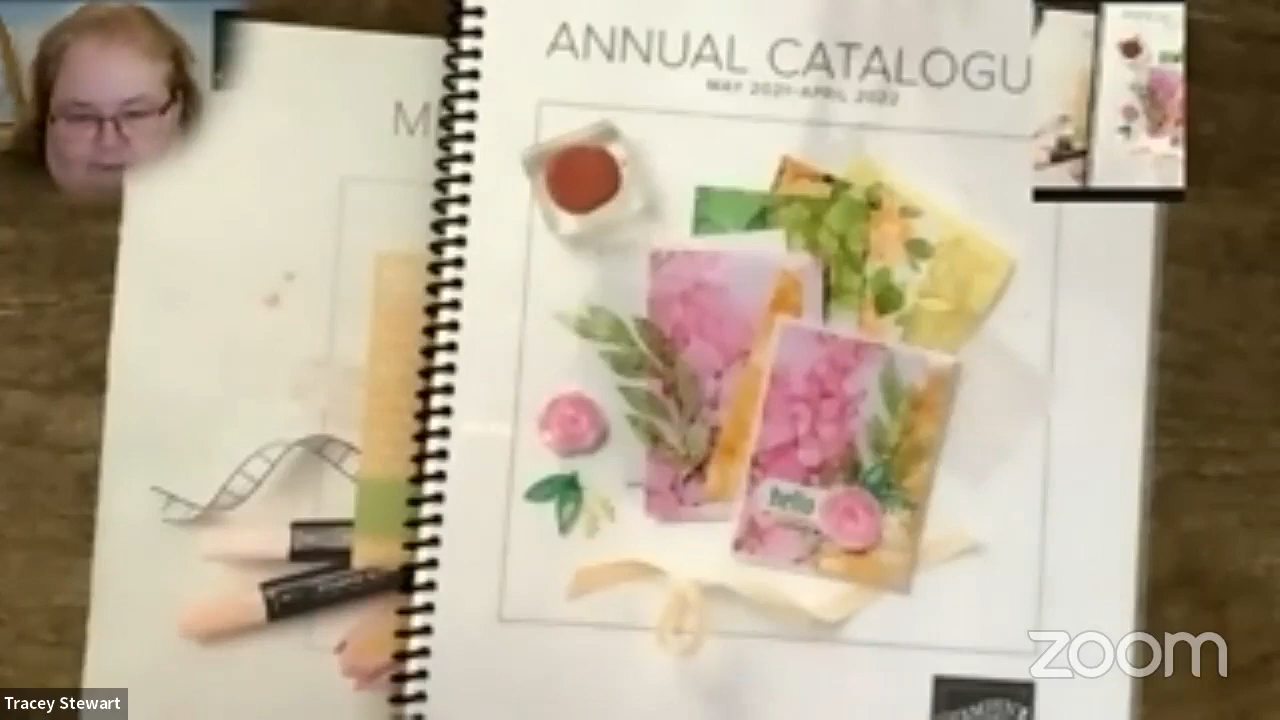 ANNUAL CATALOGU
MAY 2021–APRIL 2022
M
hello
zoom
Tracey Stewart